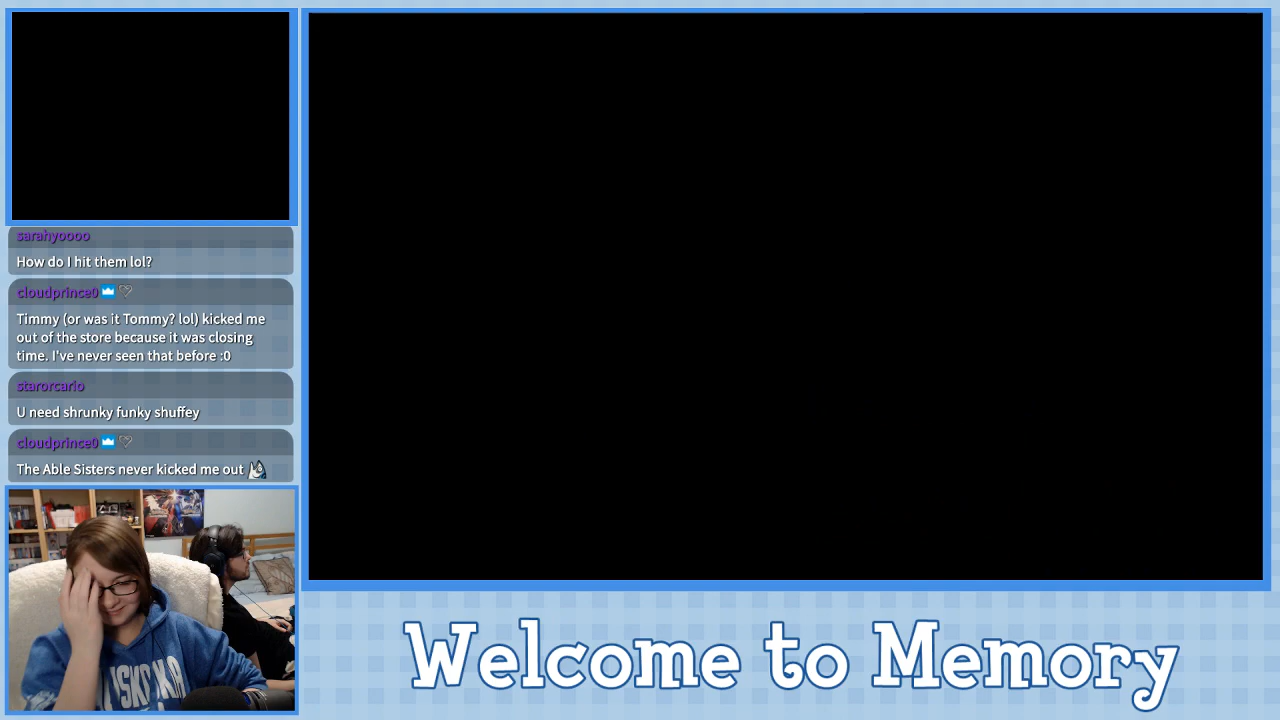 sarahyoooo
How do I hit them lol?
cloudprince0
Timmy (or was it Tommy? lol) kicked me
out of the store because it was closing
time. I've never seen that before :0
starorcario
U need shrunky funky shuffey
cloudprince0
The Able Sisters never kicked me out
Welcome to Memory